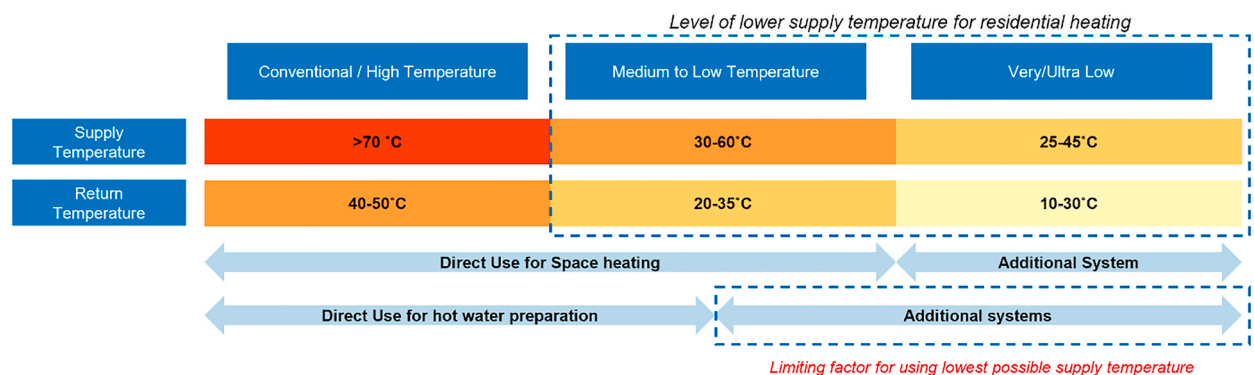 Level of lower supply temperature for residential heating
Conventional / High Temperature
Medium to Low Temperature
Very/Ultra Low
Supply
Temperature
>70 ˚C
30-60˚C
25-45˚C
Return
Temperature
40-50˚C
20-35˚C
10-30˚C
Direct Use for Space heating
Additional System
Direct Use for hot water preparation
Additional systems
Limiting factor for using lowest possible supply temperature